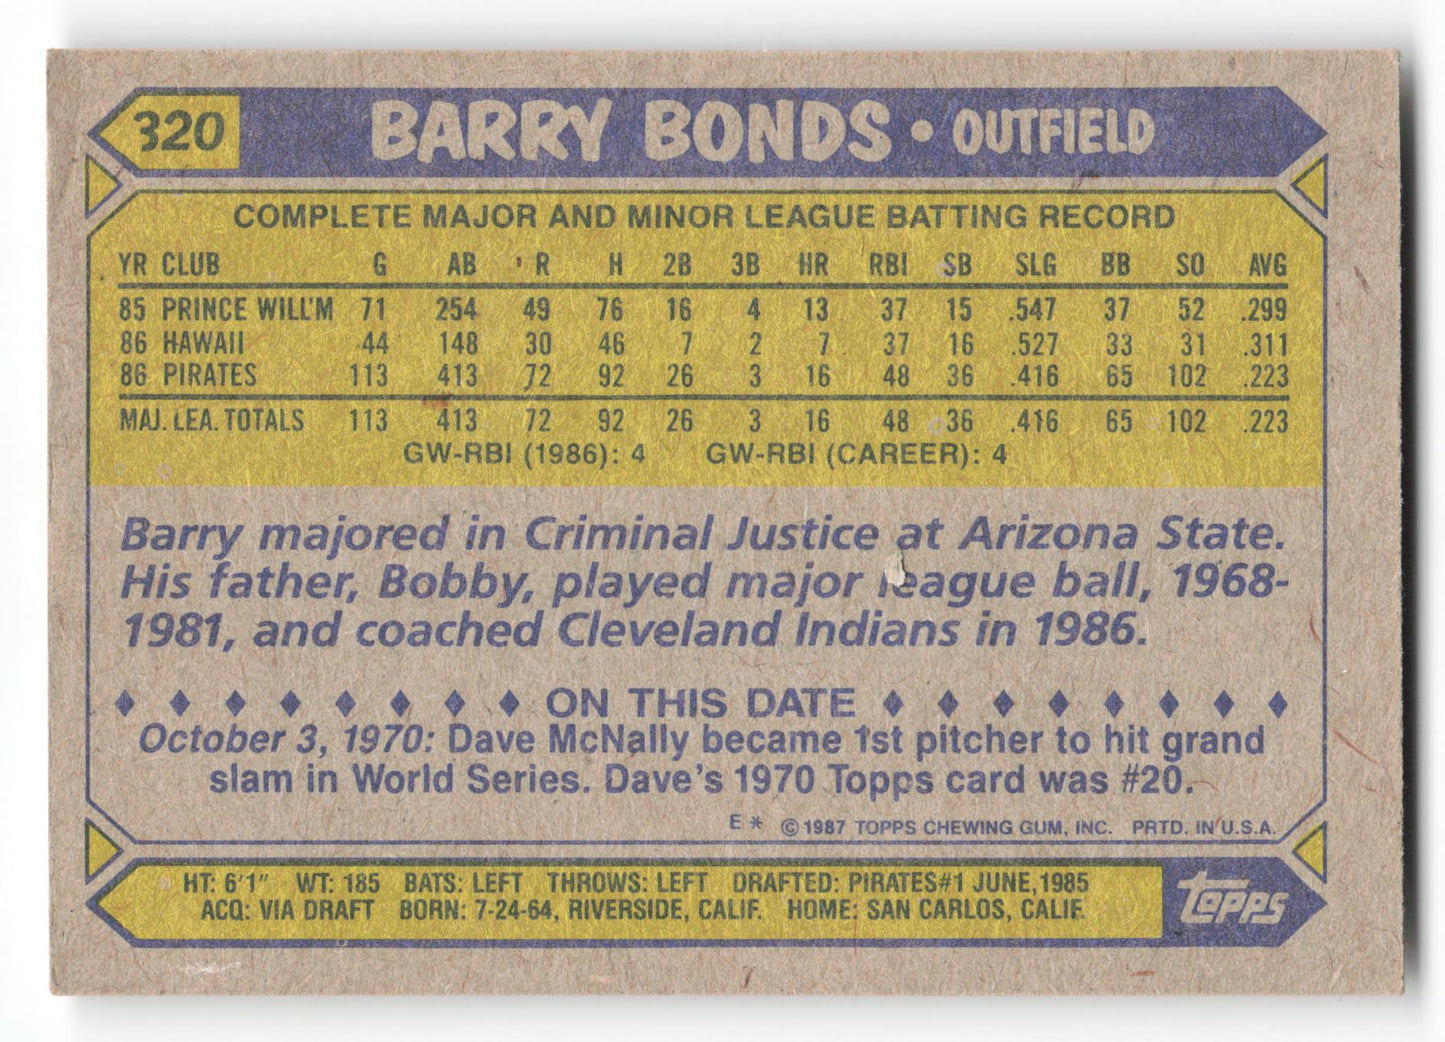 320 BARRY BONDS • OUTFIELD
COMPLETE MAJOR AND MINOR LEAGUE BATTING RECORD
YR CLUB G AB R H 2B 3B HR RBI SB SLG BB SO AVG
85 PRINCE WILL'M 71 254 49 76 16 4 13 37 15 .547 37 52 .299
86 HAWAII 44 148 30 46 7 2 7 37 16 .527 33 31 .311
86 PIRATES 113 413 72 92 26 3 16 48 36 .416 65 102 .223
MAJ. LEA. TOTALS 113 413 72 92 26 3 16 48 36 .416 65 102 .223
GW-RBI (1986): 4 GW-RBI (CAREER): 4
Barry majored in Criminal Justice at Arizona State.
His father, Bobby, played major league ball, 1968-
1981, and coached Cleveland Indians in 1986.
ON THIS DATE
October 3, 1970: Dave McNally became 1st pitcher to hit grand
slam in World Series. Dave's 1970 Topps card was #20.
E* © 1987 TOPPS CHEWING GUM, INC. PRTD. IN U.S.A.
HT: 6'1" WT: 185 BATS: LEFT THROWS: LEFT DRAFTED: PIRATES#1 JUNE,1985
ACQ: VIA DRAFT BORN: 7-24-64, RIVERSIDE, CALIF. HOME: SAN CARLOS, CALIF.
topps